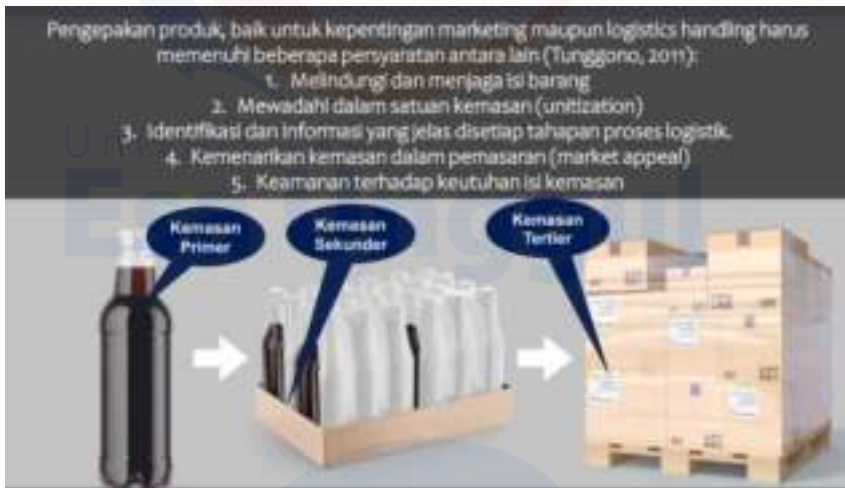 Pengepakan produk, baik untuk kepentingan marketing maupun logistics handling harus
memenuhi beberapa persyaratan antara lain (Tunggono, 2011):
1. Melindungi dan menjaga isi barang
2. Mewadahi dalam satuan kemasan (unitization)
3. Identifikasi dan informasi yang jelas disetiap tahapan proses logistik.
4. Kemenarikan kemasan dalam pemasaran (market appeal)
5. Keamanan terhadap keutuhan isi kemasan
Kemasan
Primer
Kemasan
Sekunder
Kemasan
Tertier